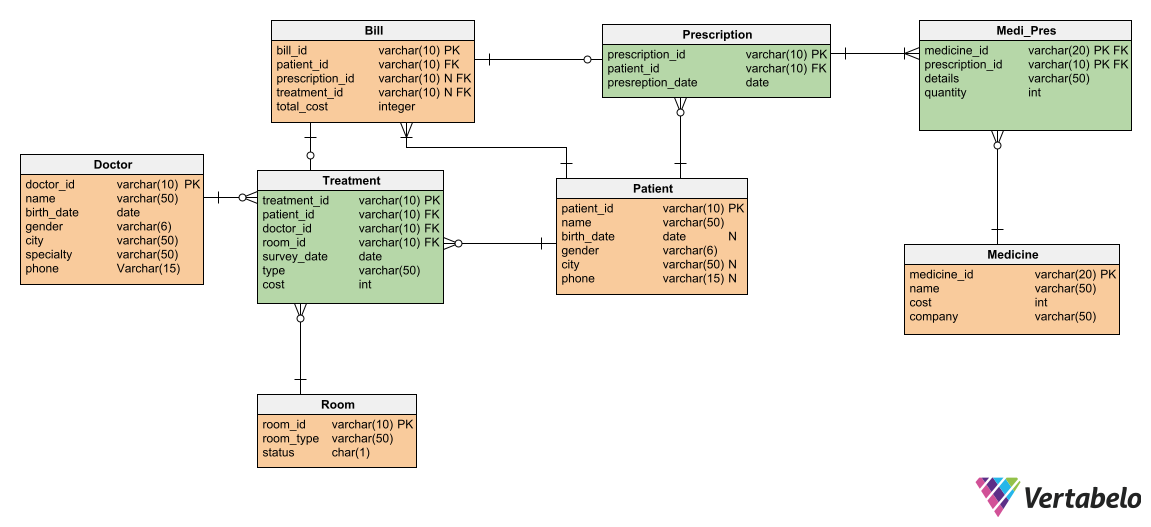 Bill
bill_id varchar(10) PK
patient_id varchar(10) FK
prescription_id varchar(10) N FK
treatment_id varchar(10) N FK
total_cost integer
Prescription
prescription_id varchar(10) PK
patient_id varchar(10) FK
presreption_date date
Medi_Pres
medicine_id varchar(20) PK FK
prescription_id varchar(10) PK FK
details varchar(50)
quantity int
Doctor
doctor_id varchar(10) PK
name varchar(50)
birth_date date
gender varchar(6)
city varchar(50)
specialty varchar(50)
phone Varchar(15)
Treatment
treatment_id varchar(10) PK
patient_id varchar(10) FK
doctor_id varchar(10) FK
room_id varchar(10) FK
survey_date date
type varchar(50)
cost int
Patient
patient_id varchar(10) PK
name varchar(50)
birth_date date N
gender varchar(6)
city varchar(50) N
phone varchar(15) N
Medicine
medicine_id varchar(20) PK
name varchar(50)
cost int
company varchar(50)
Room
room_id varchar(10) PK
room_type varchar(50)
status char(1)
Vertabelo